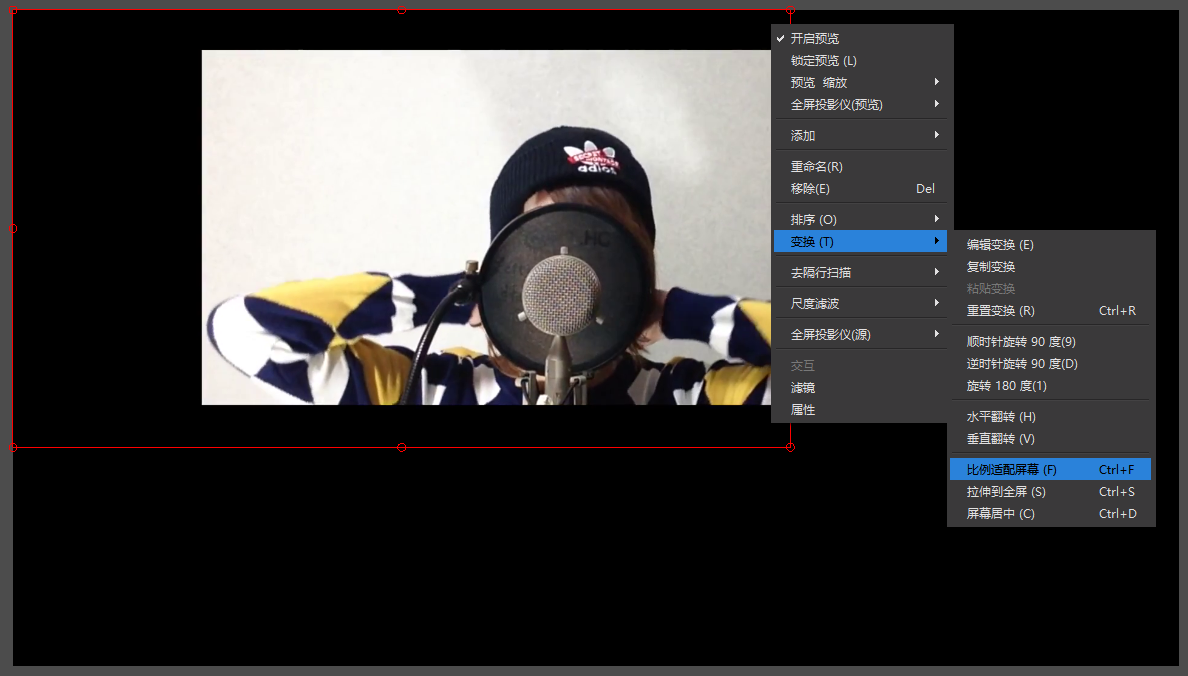 SECRET
adios
开启预览
锁定预览 (L)
预览 缩放
全屏投影仪(预览)
添加
重命名(R)
移除(E) Del
排序 (O)
变换 (T)
去隔行扫描
尺度滤波
全屏投影仪(源)
交互
滤镜
属性
编辑变换 (E)
复制变换
粘贴变换
重置变换 (R) Ctrl+R
顺时针旋转 90 度(9)
逆时针旋转 90 度(D)
旋转 180 度(1)
水平翻转 (H)
垂直翻转 (V)
比例适配屏幕 (F) Ctrl+F
拉伸到全屏 (S) Ctrl+S
屏幕居中 (C) Ctrl+D